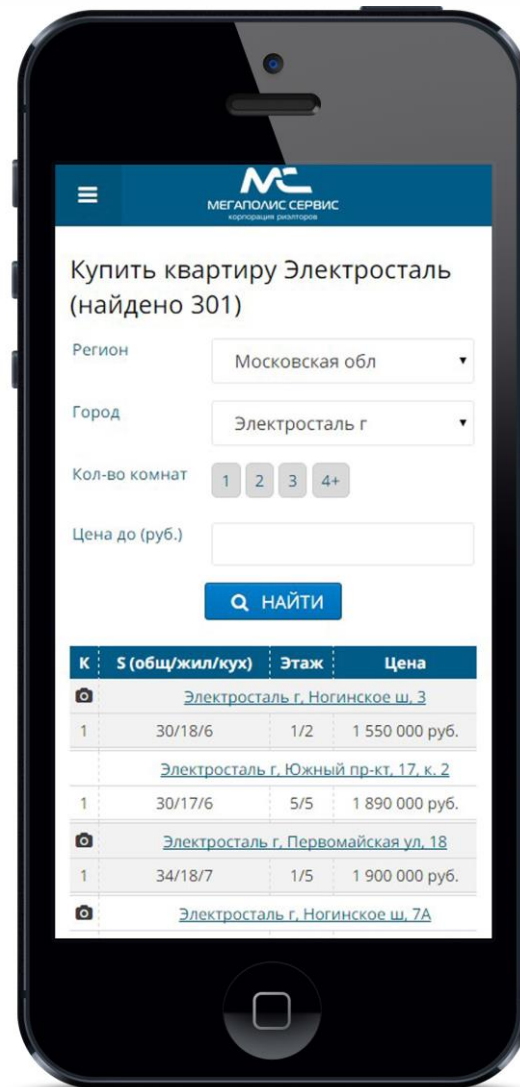 МЕГАПОЛИС СЕРВИС
корпорация риэлторов
Купить квартиру Электросталь
(найдено 301)
Регион
Московская обл
Город
Электросталь г
Кол-во комнат
1 2 3 4+
Цена до (руб.)
НАЙТИ
К S (общ/жил/кух) Этаж Цена
Электросталь г, Ногинское ш, 3
1 30/18/6 1/2 1 550 000 руб.
Электросталь г, Южный пр-кт, 17, к. 2
1 30/17/6 5/5 1 890 000 руб.
Электросталь г, Первомайская ул, 18
1 34/18/7 1/5 1 900 000 руб.
Электросталь г, Ногинское ш, 7А